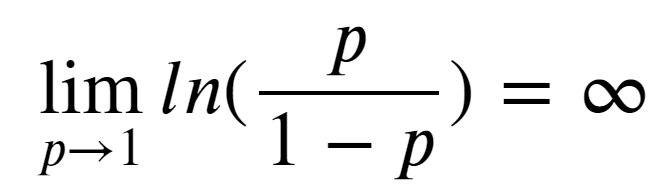 lim p→1 ln(p/(1 − p)) = ∞